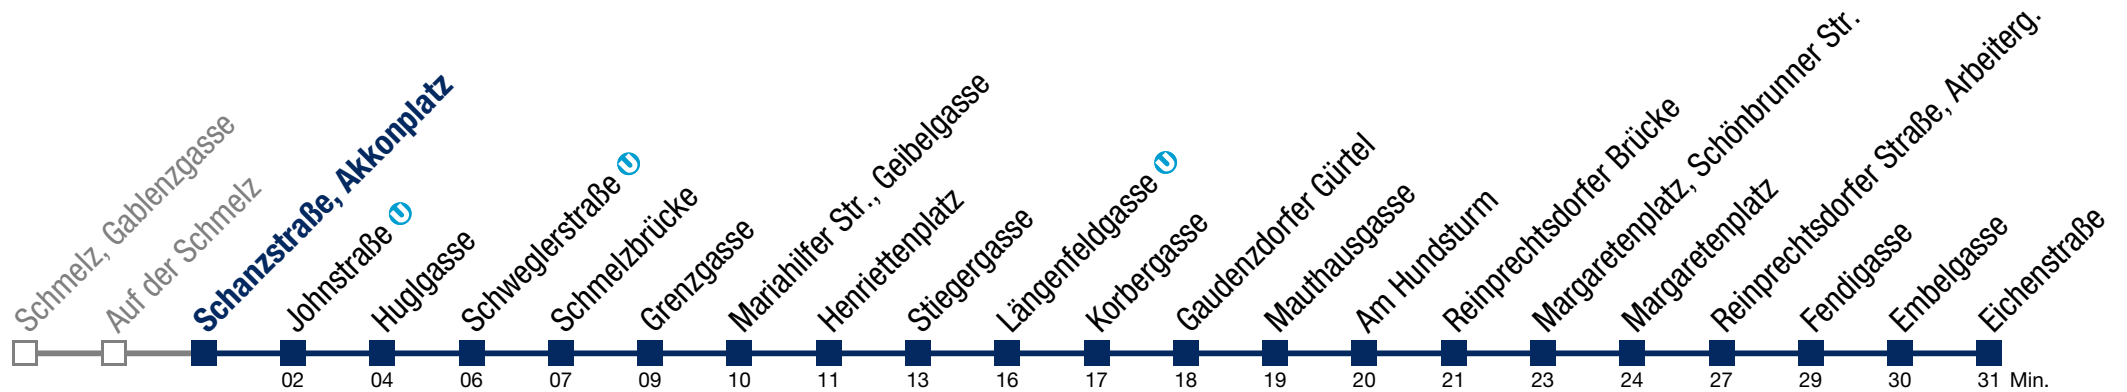 Schmelz, Gablenzgasse
Auf der Schmelz
Schanzstraße, Akkonplatz
Johnstraße
Huglgasse
Schweglerstraße
Schmelzbrücke
Grenzgasse
Mariahilfer Str., Geibelgasse
Henriettenplatz
Stiegergasse
Längenfeldgasse
Korbergasse
Gaudenzdorfer Gürtel
Mauthausgasse
Am Hundsturm
Reinprechtsdorfer Brücke
Margaretenplatz, Schönbrunner Str.
Margaretenplatz
Reinprechtsdorfer Straße, Arbeiterg.
Fendigasse
Embelgasse
Eichenstraße
02 04 06 07 09 10 11 13 16 17 18 19 20 21 23 24 27 29 30 31 Min.